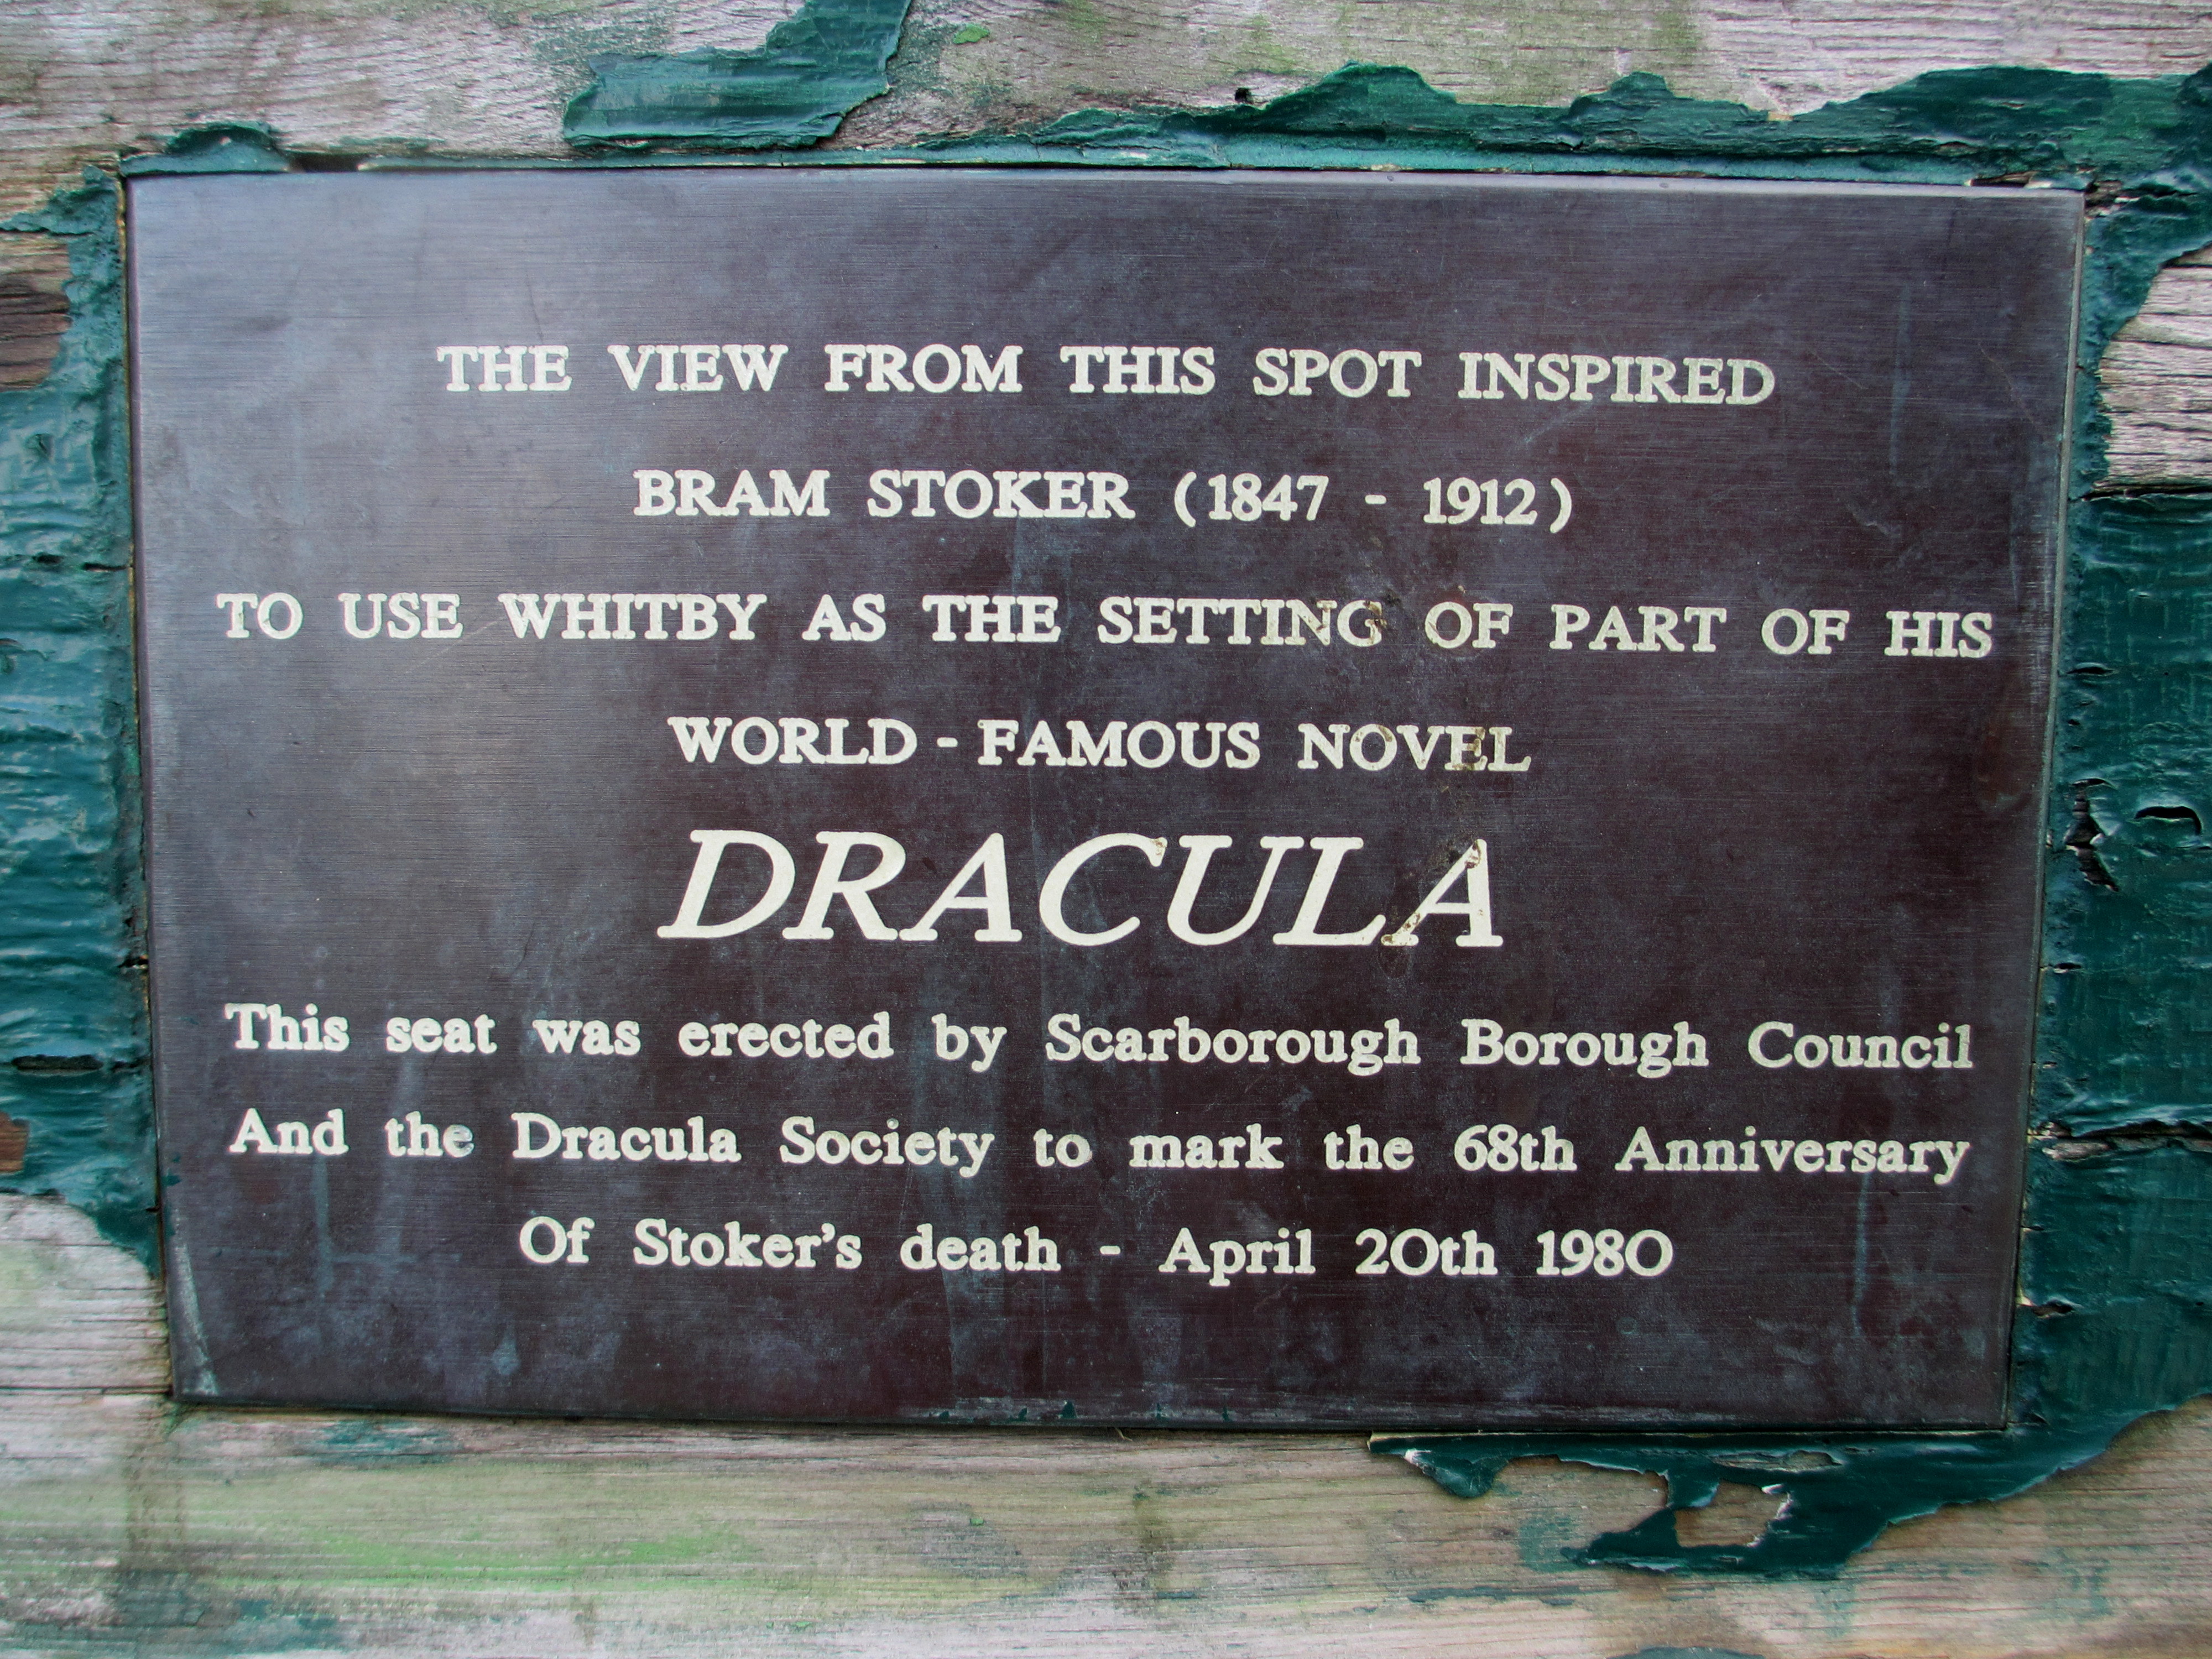 THE VIEW FROM THIS SPOT INSPIRED
BRAM STOKER (1847 - 1912)
TO USE WHITBY AS THE SETTING OF PART OF HIS
WORLD - FAMOUS NOVEL
DRACULA
This seat was erected by Scarborough Borough Council
And the Dracula Society to mark the 68th Anniversary
Of Stoker's death - April 20th 1980